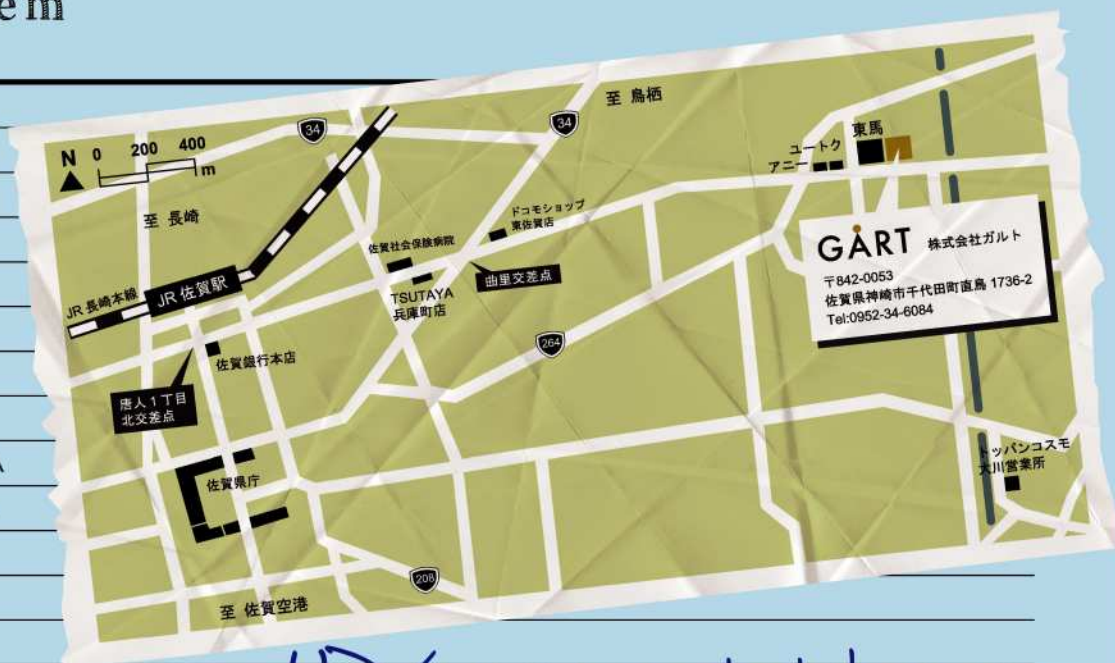 em
N 0 200 400
m
34
34
至 鳥栖
至 長崎
ユートク
アニー
東馬
ドコモショップ
東佐賀店
佐賀社会保険病院
曲里交差点
TSUTAYA
兵庫町店
JR 長崎本線
JR 佐賀駅
佐賀銀行本店
唐人1丁目
北交差点
264
GART 株式会社ガルト
〒842-0053
佐賀県神崎市千代田町直鳥 1736-2
Tel:0952-34-6084
トッパンコスモ
大川営業所
佐賀県庁
208
至 佐賀空港